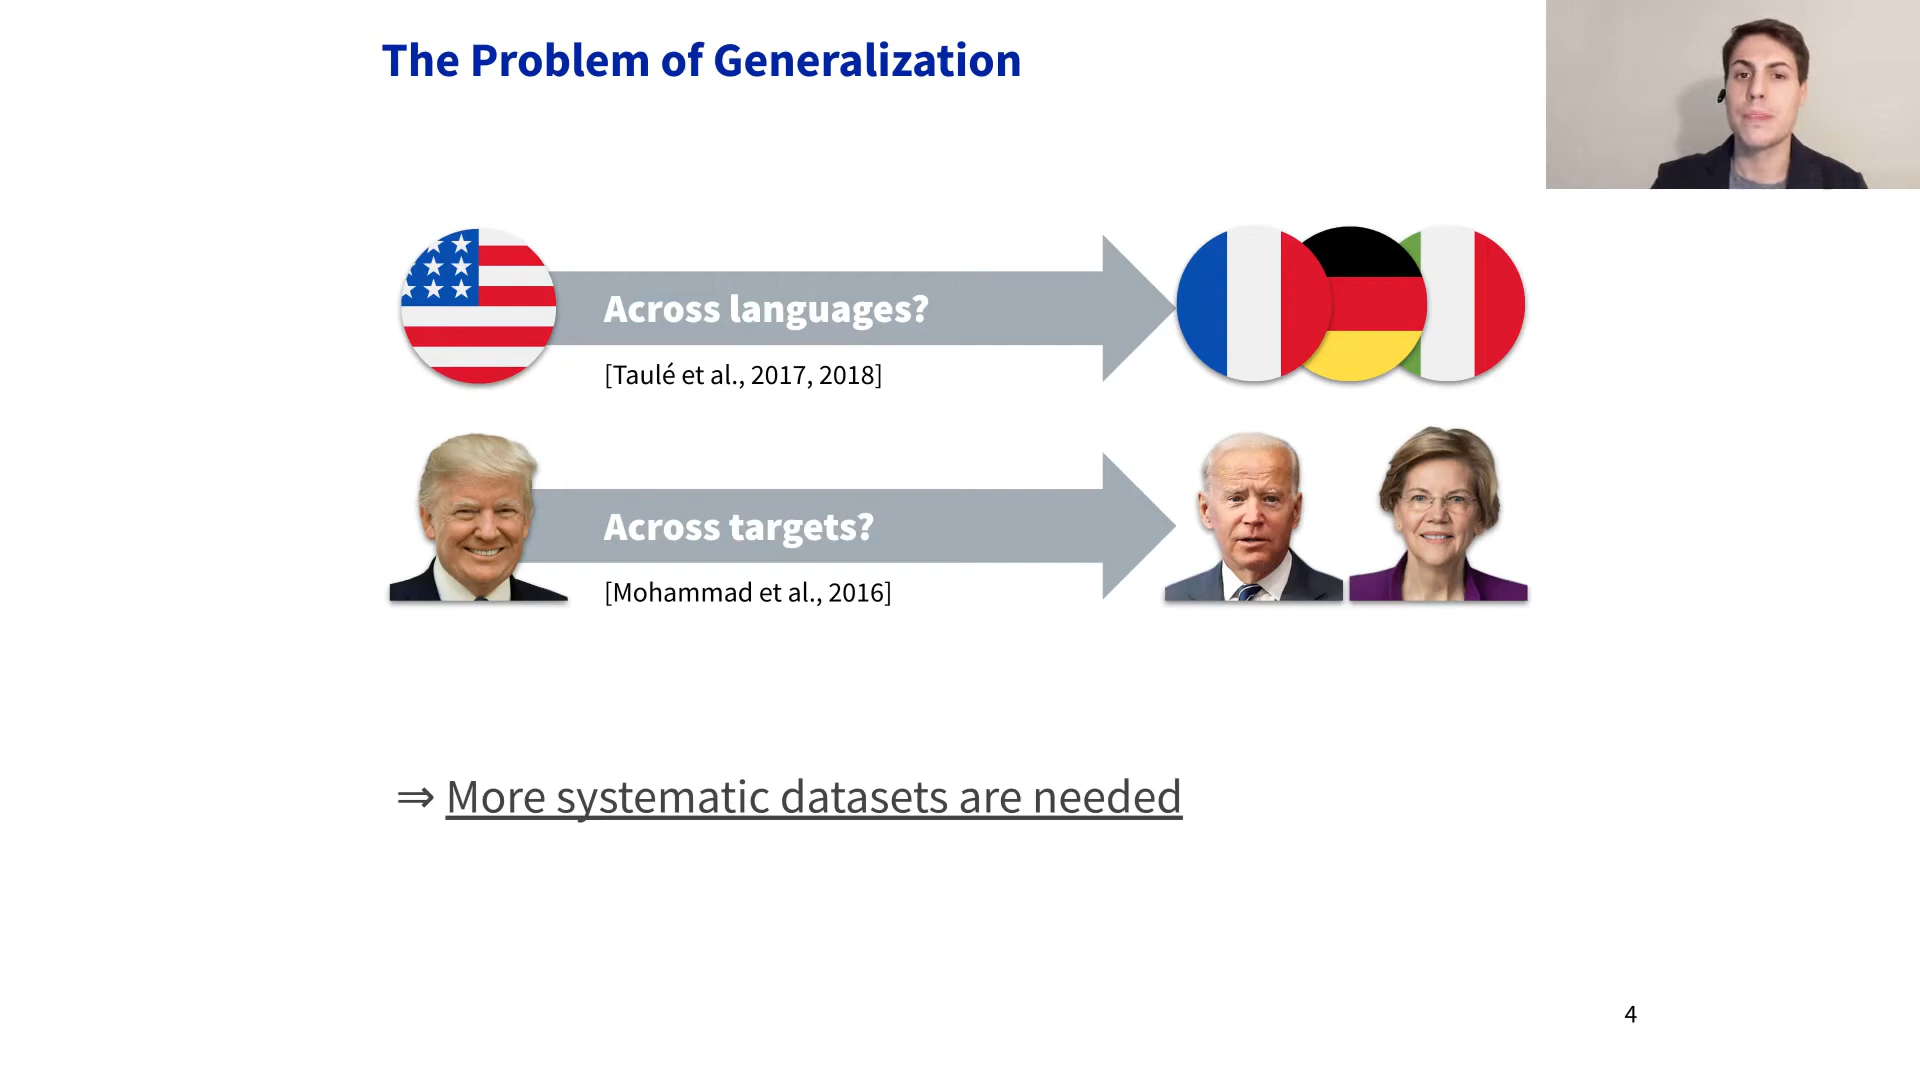 The Problem of Generalization
Across languages?
[Taulé et al., 2017, 2018]
Across targets?
[Mohammad et al., 2016]
⇒ More systematic datasets are needed
4